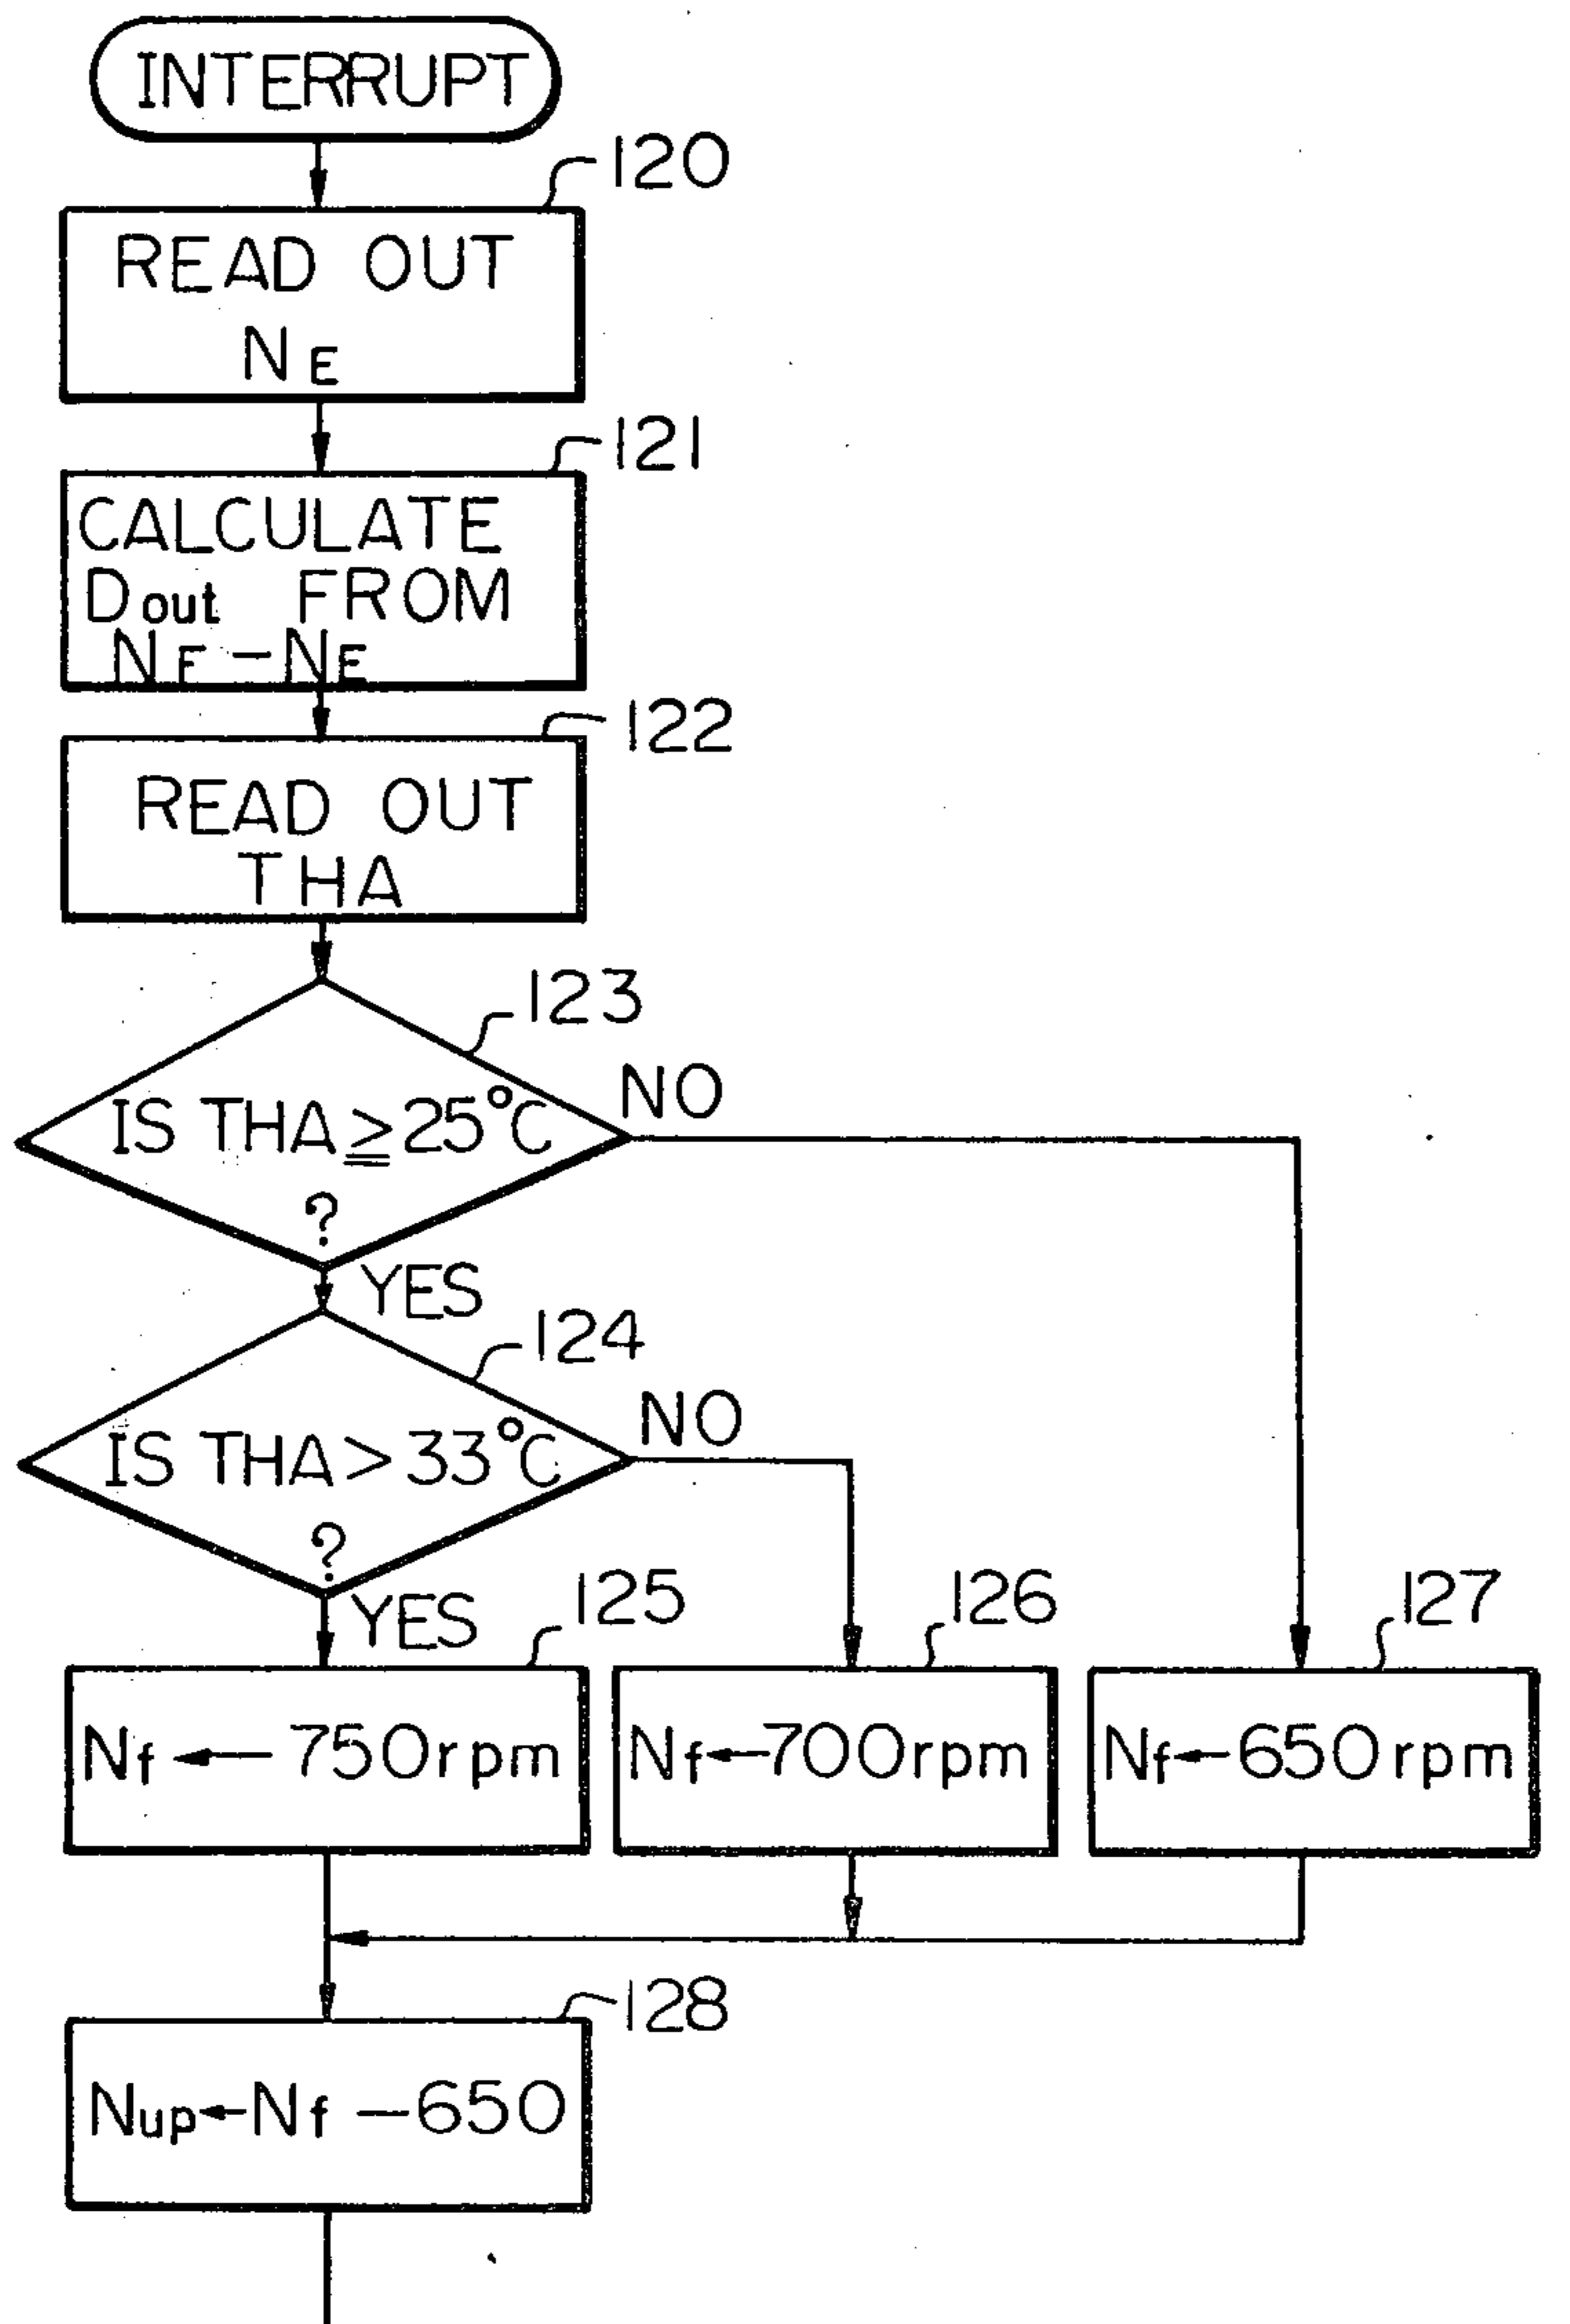 INTERRUPT
120
READ OUT
NE
121
CALCULATE
Dout FROM
NF-NE
122
READ OUT
THA
123
IS THA ≧ 25°C
?
NO
YES
124
IS THA > 33°C
?
NO
YES
125
126
127
Nf ← 750rpm
Nf←700rpm
Nf←650rpm
128
Nup←Nf -650